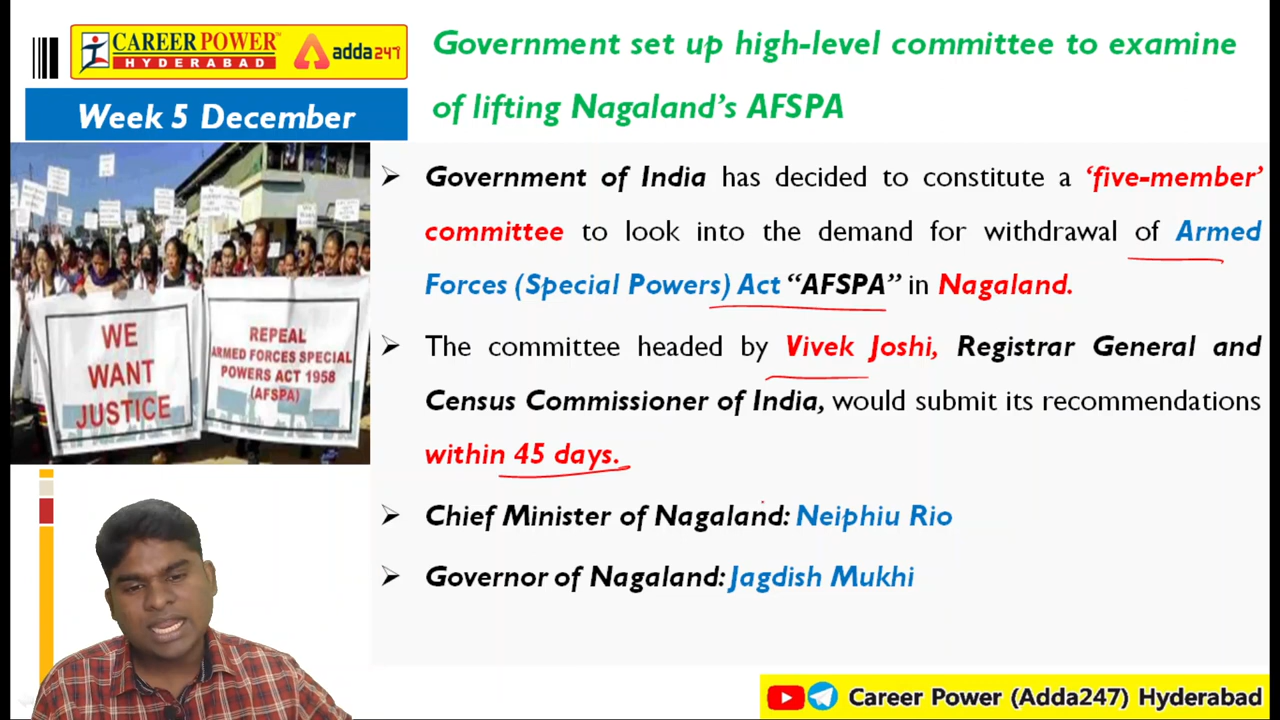 CAREER POWER
HYDERABAD
adda247
Week 5 December
Government set up high-level committee to examine
of lifting Nagaland's AFSPA
➢ Government of India has decided to constitute a 'five-member'
committee to look into the demand for withdrawal of Armed
Forces (Special Powers) Act "AFSPA" in Nagaland.
➢ The committee headed by Vivek Joshi, Registrar General and
Census Commissioner of India, would submit its recommendations
within 45 days.
➢ Chief Minister of Nagaland: Neiphiu Rio
➢ Governor of Nagaland: Jagdish Mukhi
WE
WANT
JUSTICE
REPEAL
ARMED FORCES SPECIAL
POWERS ACT 1958
(AFSPA)
Career Power (Adda247) Hyderabad